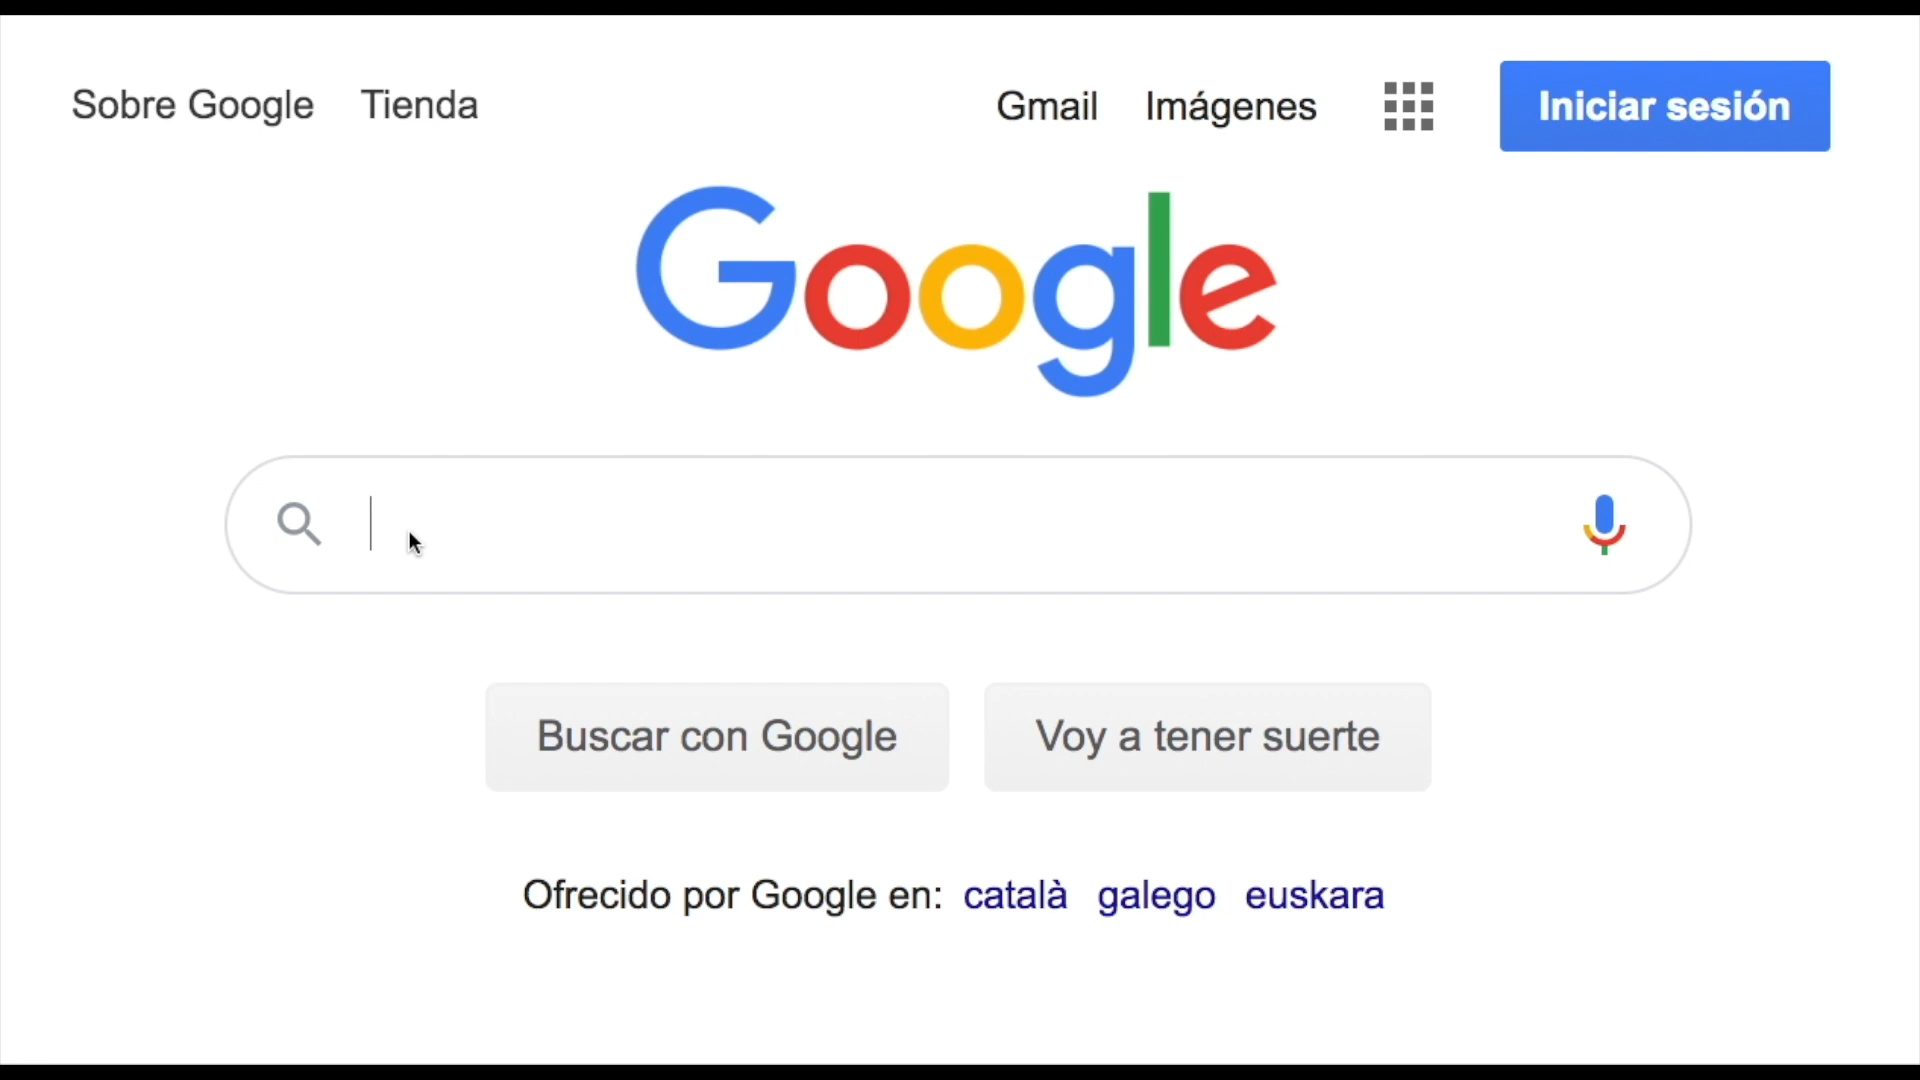 Sobre Google Tienda Gmail Imágenes Iniciar sesión
Google
Buscar con Google Voy a tener suerte
Ofrecido por Google en: català galego euskara